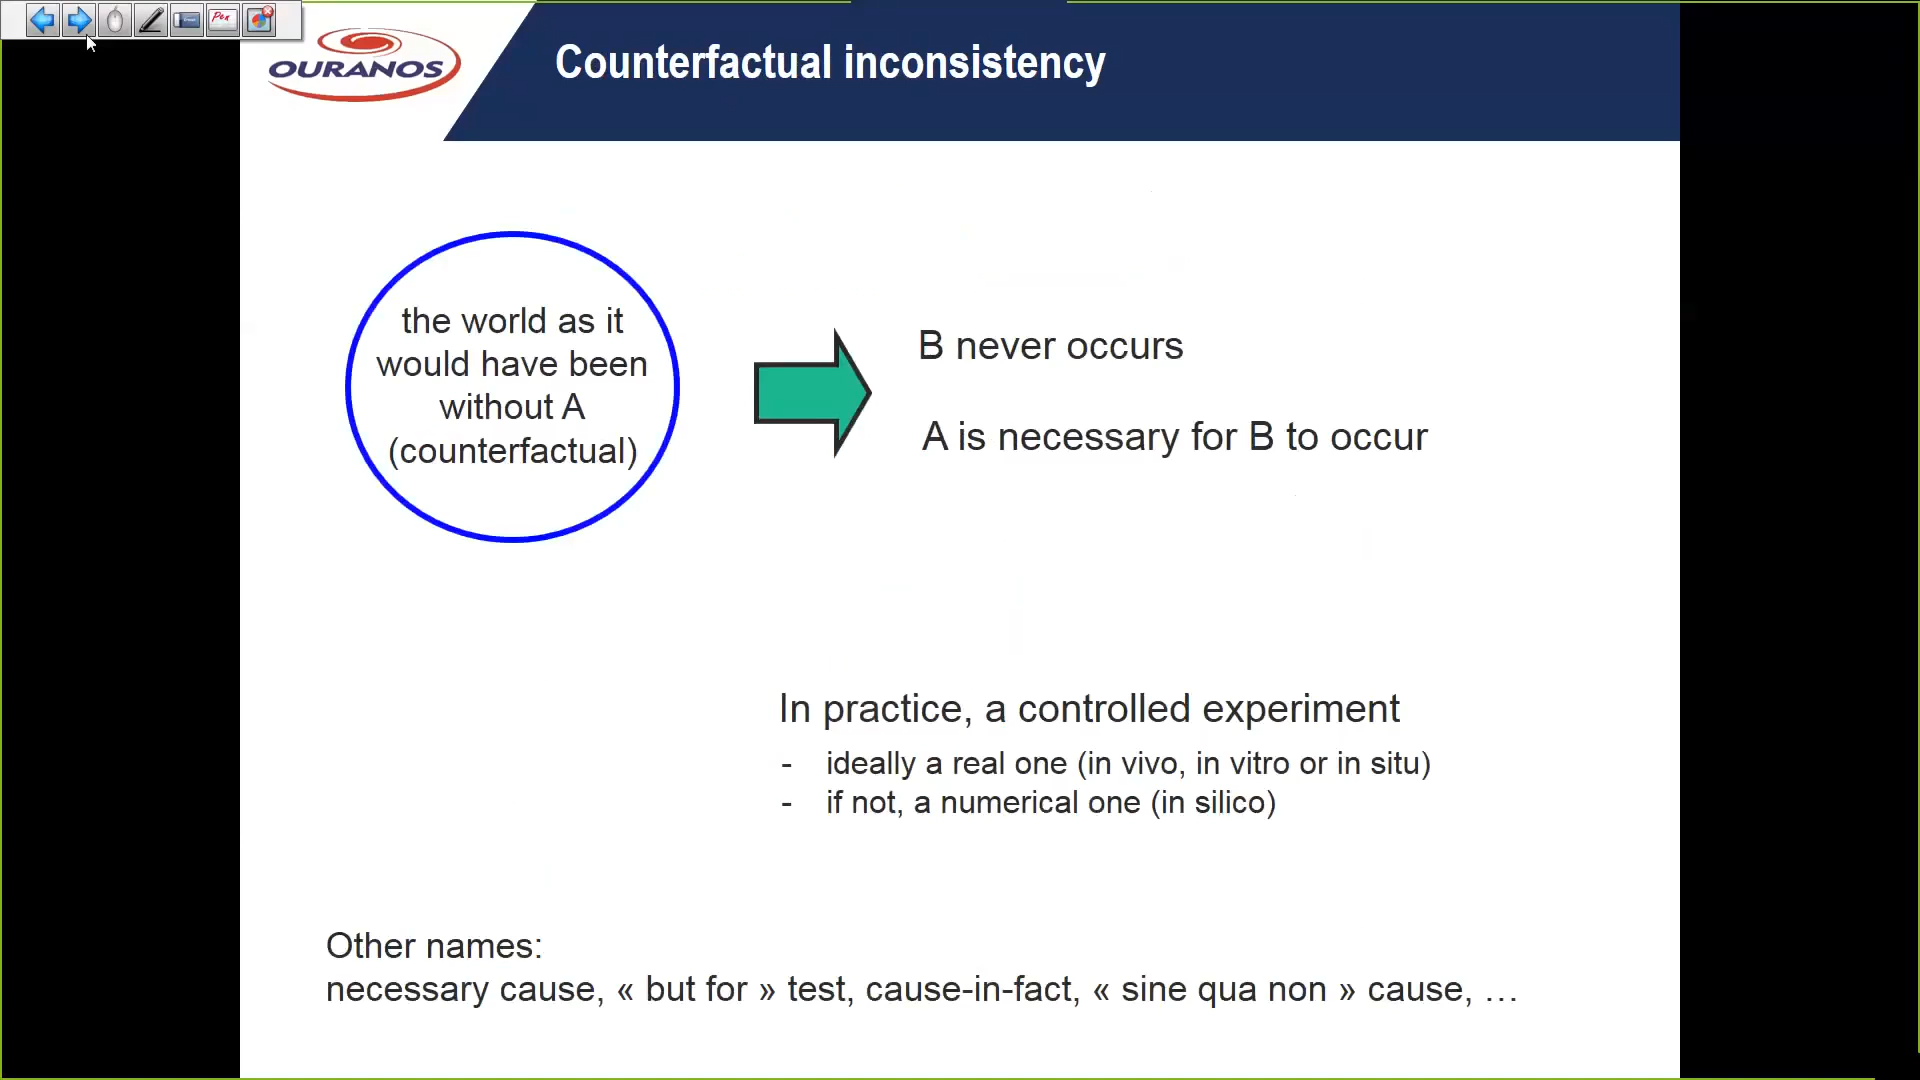 Pen
OURANOS
Counterfactual inconsistency
the world as it
would have been
without A
(counterfactual)
B never occurs
A is necessary for B to occur
In practice, a controlled experiment
- ideally a real one (in vivo, in vitro or in situ)
- if not, a numerical one (in silico)
Other names:
necessary cause, « but for » test, cause-in-fact, « sine qua non » cause, …